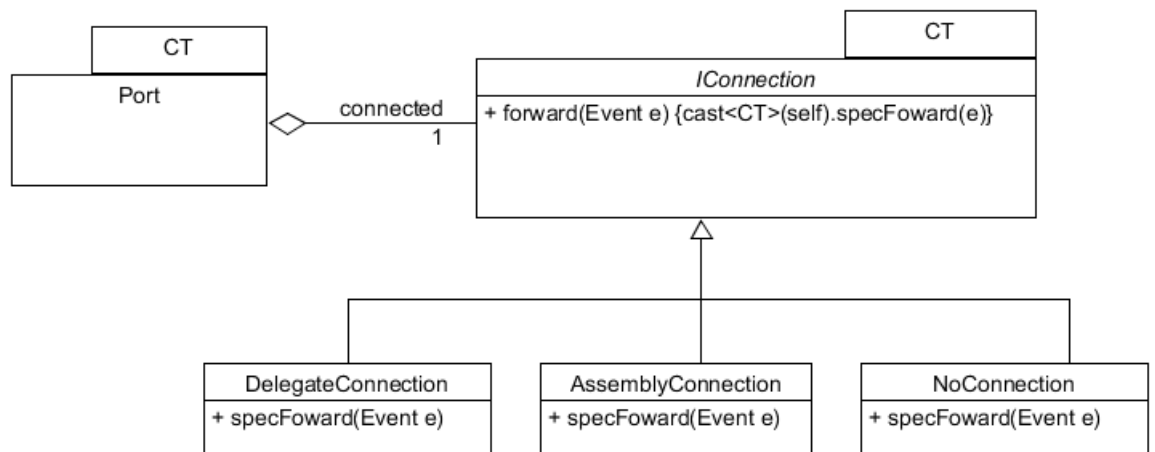 CT
CT
Port
IConnection
connected
1
+ forward(Event e) {cast<CT>(self).specFoward(e)}
DelegateConnection
+ specFoward(Event e)
AssemblyConnection
+ specFoward(Event e)
NoConnection
+ specFoward(Event e)